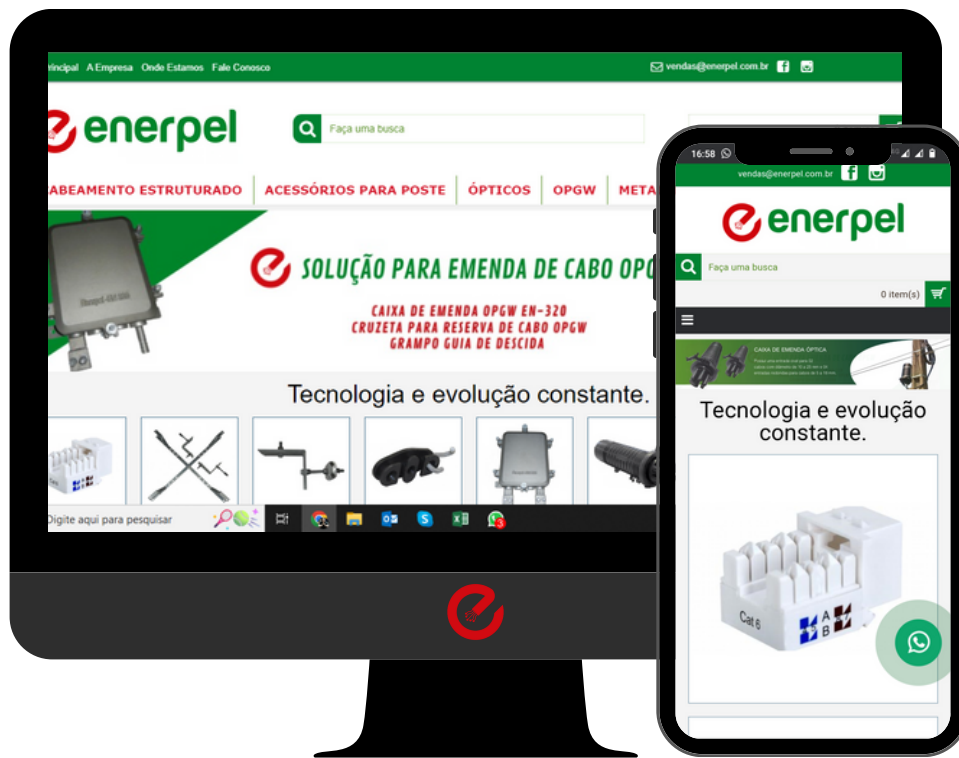 rincipal A Empresa Onde Estamos Fale Conosco
vendas@enerpel.com.br
enerpel
Faça uma busca
ABEAMENTO ESTRUTURADO
ACESSÓRIOS PARA POSTE
ÓPTICOS
OPGW
META
SOLUÇÃO PARA EMENDA DE CABO OPG
CAIXA DE EMENDA OPGW EN-320
CRUZETA PARA RESERVA DE CABO OPGW
GRAMPO GUIA DE DESCIDA
Tecnologia e evolução constante.
Digite aqui para pesquisar
3
16:58
vendas@enerpel.com.br
enerpel
Faça uma busca
0 item(s)
CAIXA DE EMENDA ÓPTICA
Tecnologia e evolução
constante.
Cat 6
A
B